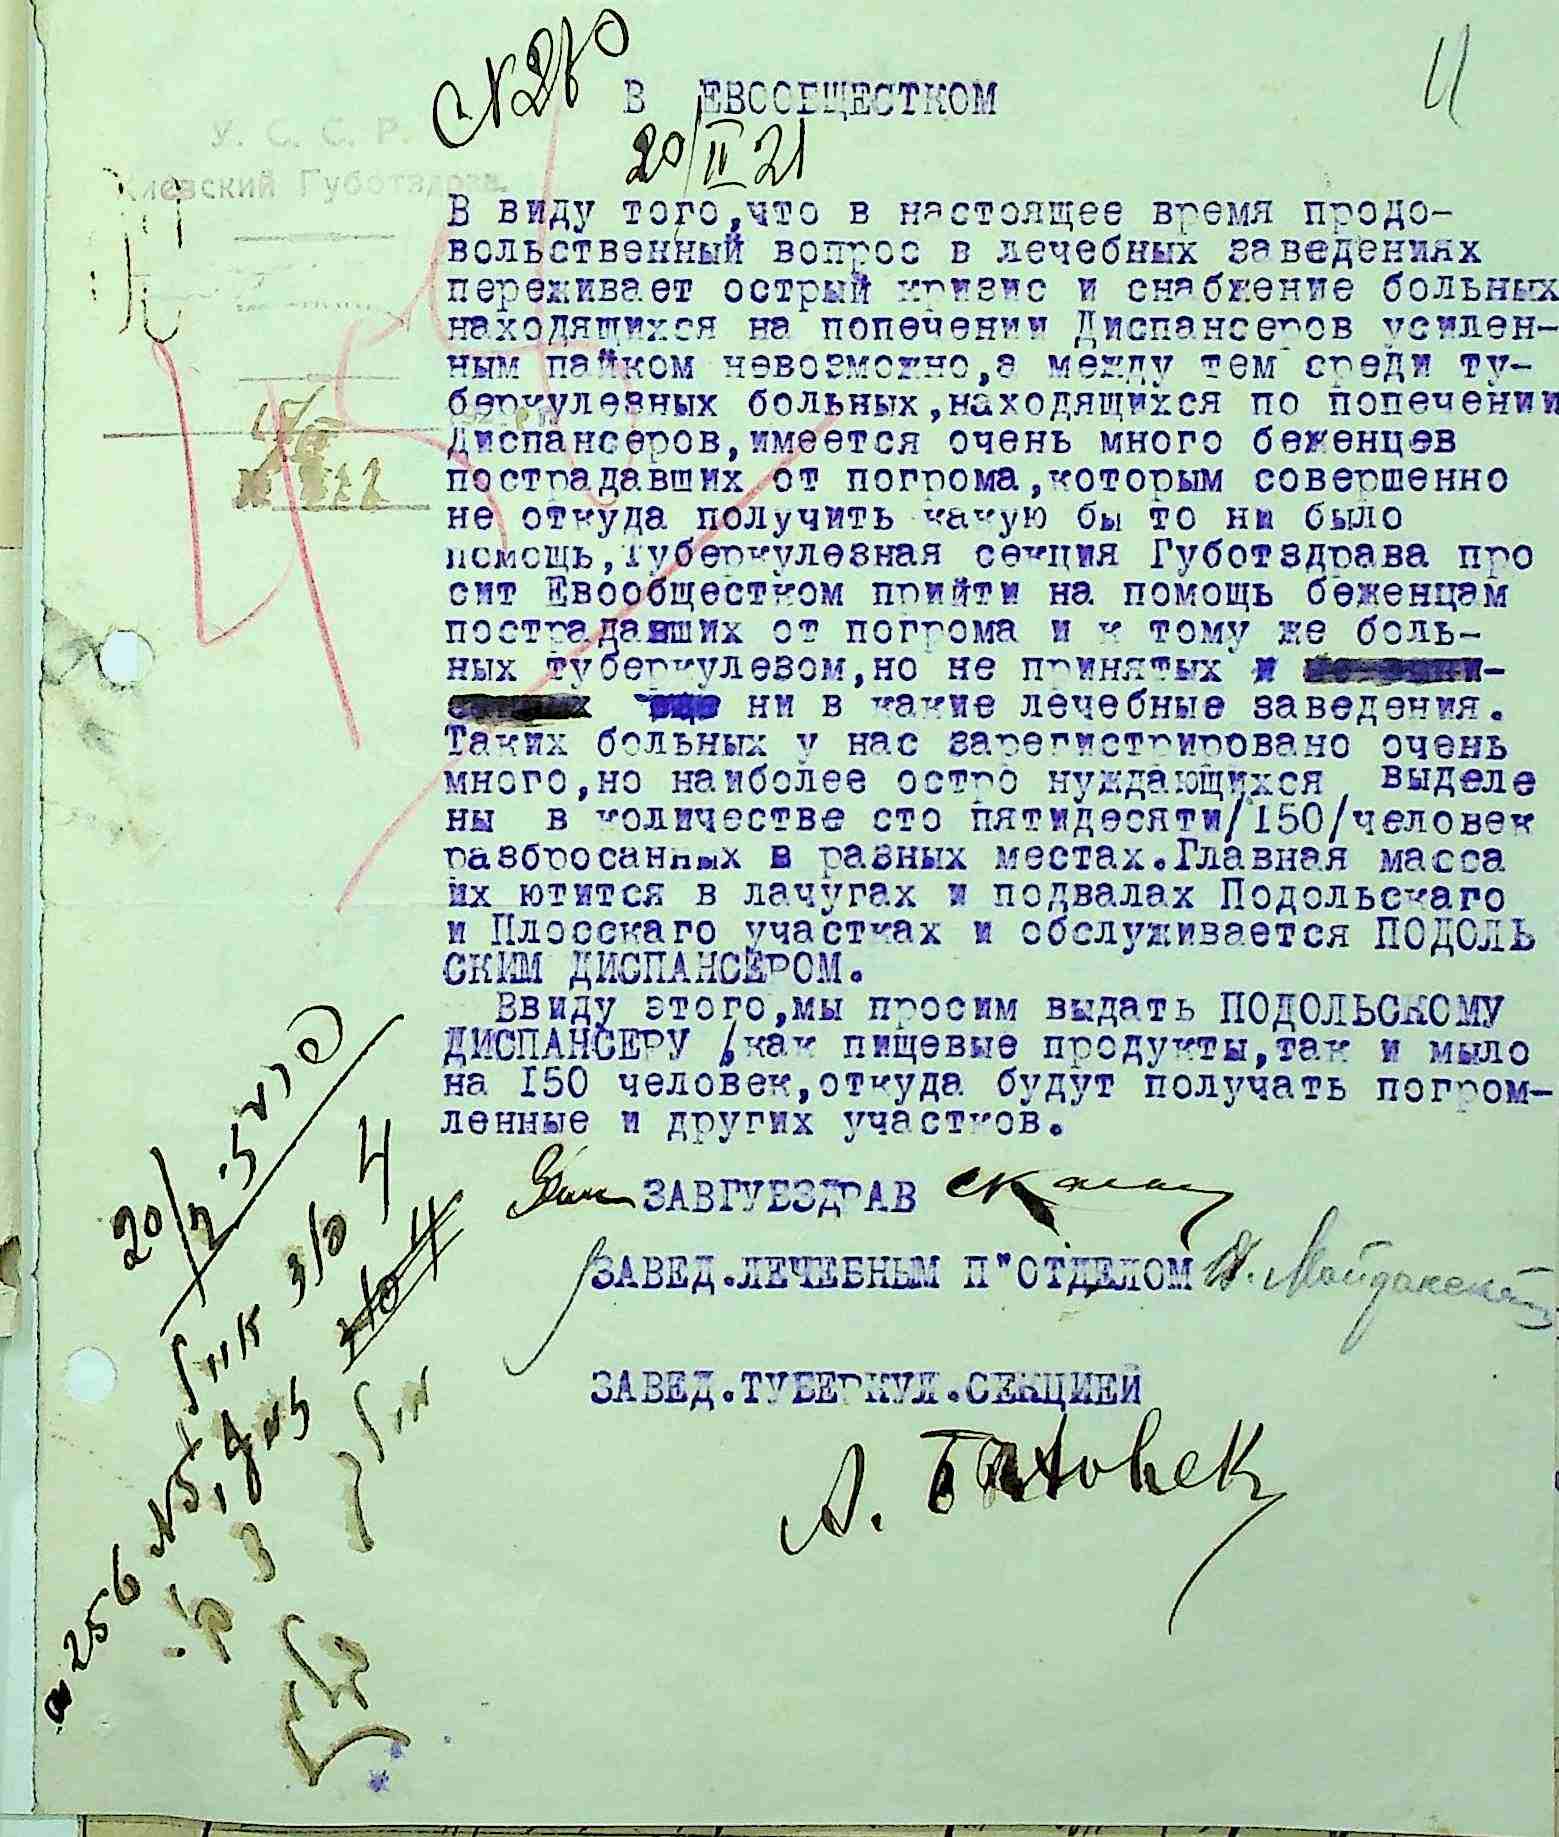 № 260
В ЕВООБЩЕСТКОМ
20/II 21
У. С. С. Р.
Киевский Губотздрав.
В виду того,что в настоящее время продо-
вольственный вопрос в лечебных заведениях
переживает острый кризис и снабжение больных
находящихся на попечении Диспансеров усилен-
ным пайком невозможно,а между тем среди ту-
беркулезных больных,находящихся по попечении
Диспансеров,имеется очень много беженцев
пострадавших от погрома,которым совершенно
не откуда получить какую бы то ни было
помощь,туберкулезная секция Губотздрава про
сит Евообщестком прийти на помощь беженцам
пострадавших от погрома и к тому же боль-
ных туберкулезом,но не принятых и
еще ни в какие лечебные заведения.
Таких больных у нас зарегистрировано очень
много,но наиболее остро нуждающихся выделе
ны в количестве сто пятидесяти/150/человек
разбросанных в разных местах.Главная масса
их ютится в лачугах и подвалах Подольскаго
и Плосскаго участках и обслуживается ПОДОЛЬ
СКИМ ДИСПАНСЕРОМ.
Ввиду этого,мы просим выдать ПОДОЛЬСКОМУ
ДИСПАНСЕРУ как пищевые продукты,так и мыло
на 150 человек,откуда будут получать погром-
ленные и других участков.
ЗАВГУБЗДРАВ
ЗАВЕД.ЛЕЧЕБНЫМ П"ОТДЕЛОМ
ЗАВЕД.ТУБЕРКУЛ.СЕКЦИЕЙ